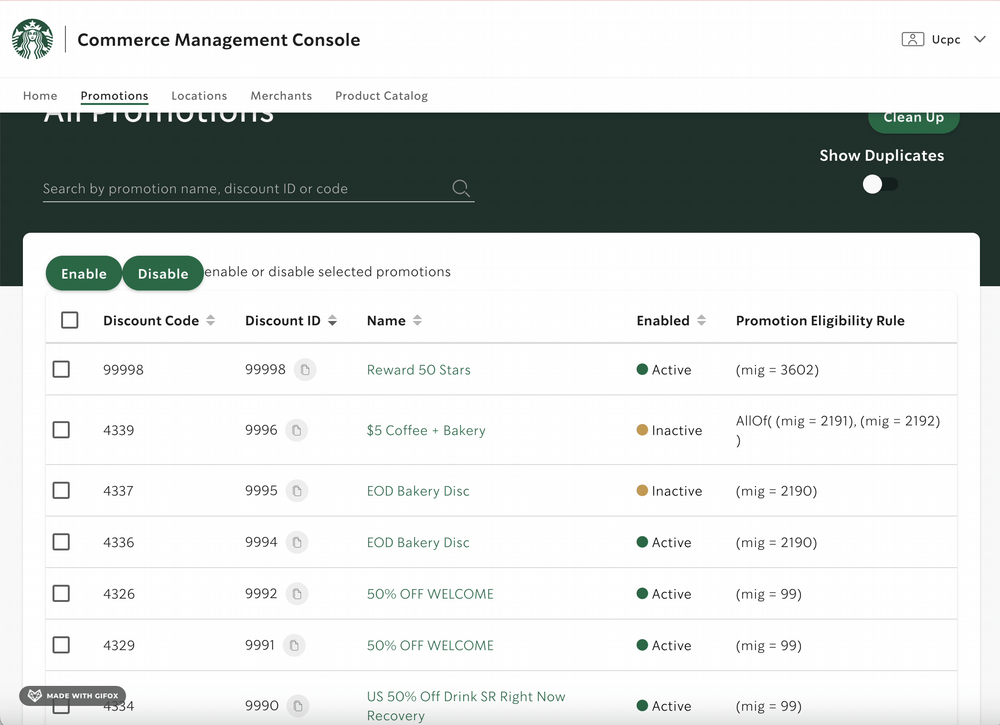 Commerce Management Console
Ucpc
Home Promotions Locations Merchants Product Catalog
All Promotions
Clean Up
Show Duplicates
Search by promotion name, discount ID or code
Enable Disable enable or disable selected promotions
Discount Code Discount ID Name Enabled Promotion Eligibility Rule
99998 99998 Reward 50 Stars Active (mig = 3602)
4339 9996 $5 Coffee + Bakery Inactive AllOf( (mig = 2191), (mig = 2192)
)
4337 9995 EOD Bakery Disc Inactive (mig = 2190)
4336 9994 EOD Bakery Disc Active (mig = 2190)
4326 9992 50% OFF WELCOME Active (mig = 99)
4329 9991 50% OFF WELCOME Active (mig = 99)
4334 9990 US 50% Off Drink SR Right Now
Recovery Active (mig = 99)
MADE WITH GIFOX